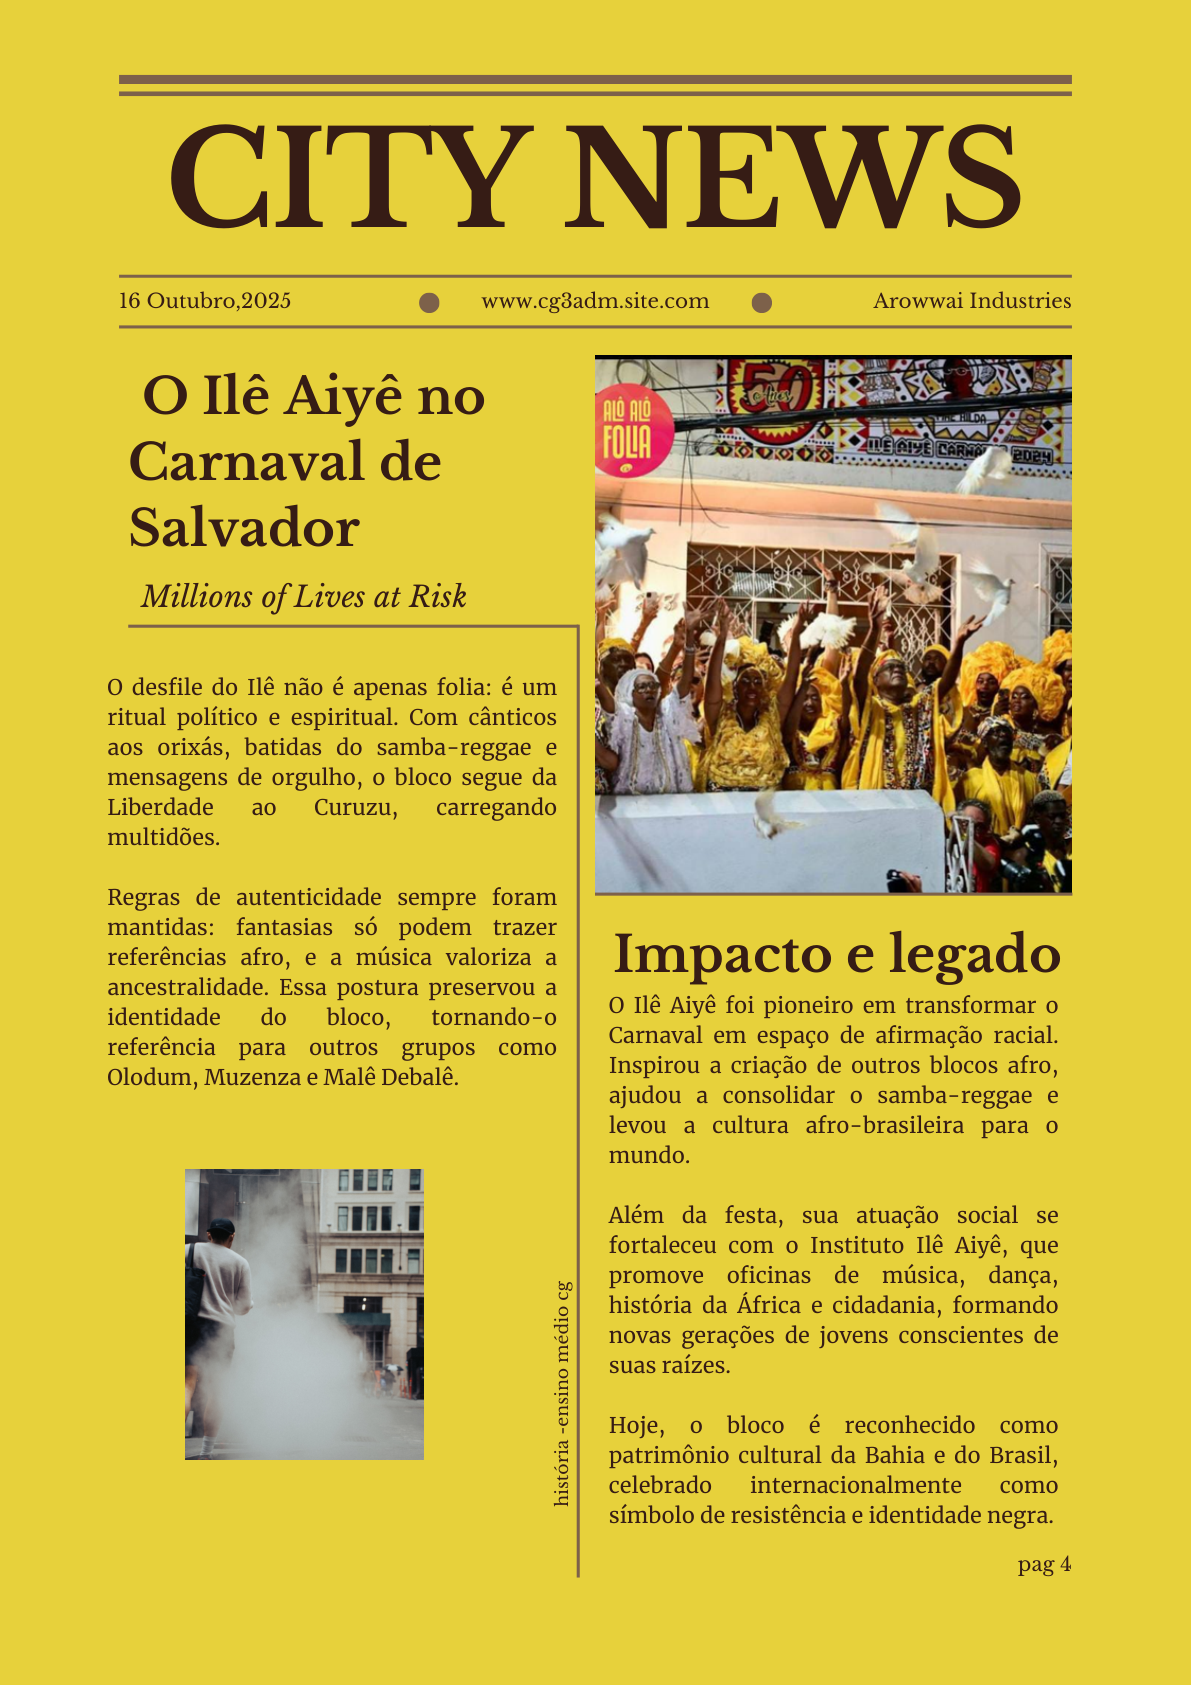 CITY NEWS
16 Outubro,2025
www.cg3adm.site.com
Arowwai Industries
O Ilê Aiyê no
Carnaval de
Salvador
Millions of Lives at Risk
O desfile do Ilê não é apenas folia: é um
ritual político e espiritual. Com cânticos
aos orixás, batidas do samba-reggae e
mensagens de orgulho, o bloco segue da
Liberdade ao Curuzu, carregando
multidões.
Regras de autenticidade sempre foram
mantidas: fantasias só podem trazer
referências afro, e a música valoriza a
ancestralidade. Essa postura preservou a
identidade do bloco, tornando-o
referência para outros grupos como
Olodum, Muzenza e Malê Debalê.
história -ensino médio cg
ALÔ ALÔ
FOLIA
50
Anos
HILDA
ILÊ AIYÊ CARNAVAL 2024
Impacto e legado
O Ilê Aiyê foi pioneiro em transformar o
Carnaval em espaço de afirmação racial.
Inspirou a criação de outros blocos afro,
ajudou a consolidar o samba-reggae e
levou a cultura afro-brasileira para o
mundo.
Além da festa, sua atuação social se
fortaleceu com o Instituto Ilê Aiyê, que
promove oficinas de música, dança,
história da África e cidadania, formando
novas gerações de jovens conscientes de
suas raízes.
Hoje, o bloco é reconhecido como
patrimônio cultural da Bahia e do Brasil,
celebrado internacionalmente como
símbolo de resistência e identidade negra.
pag 4